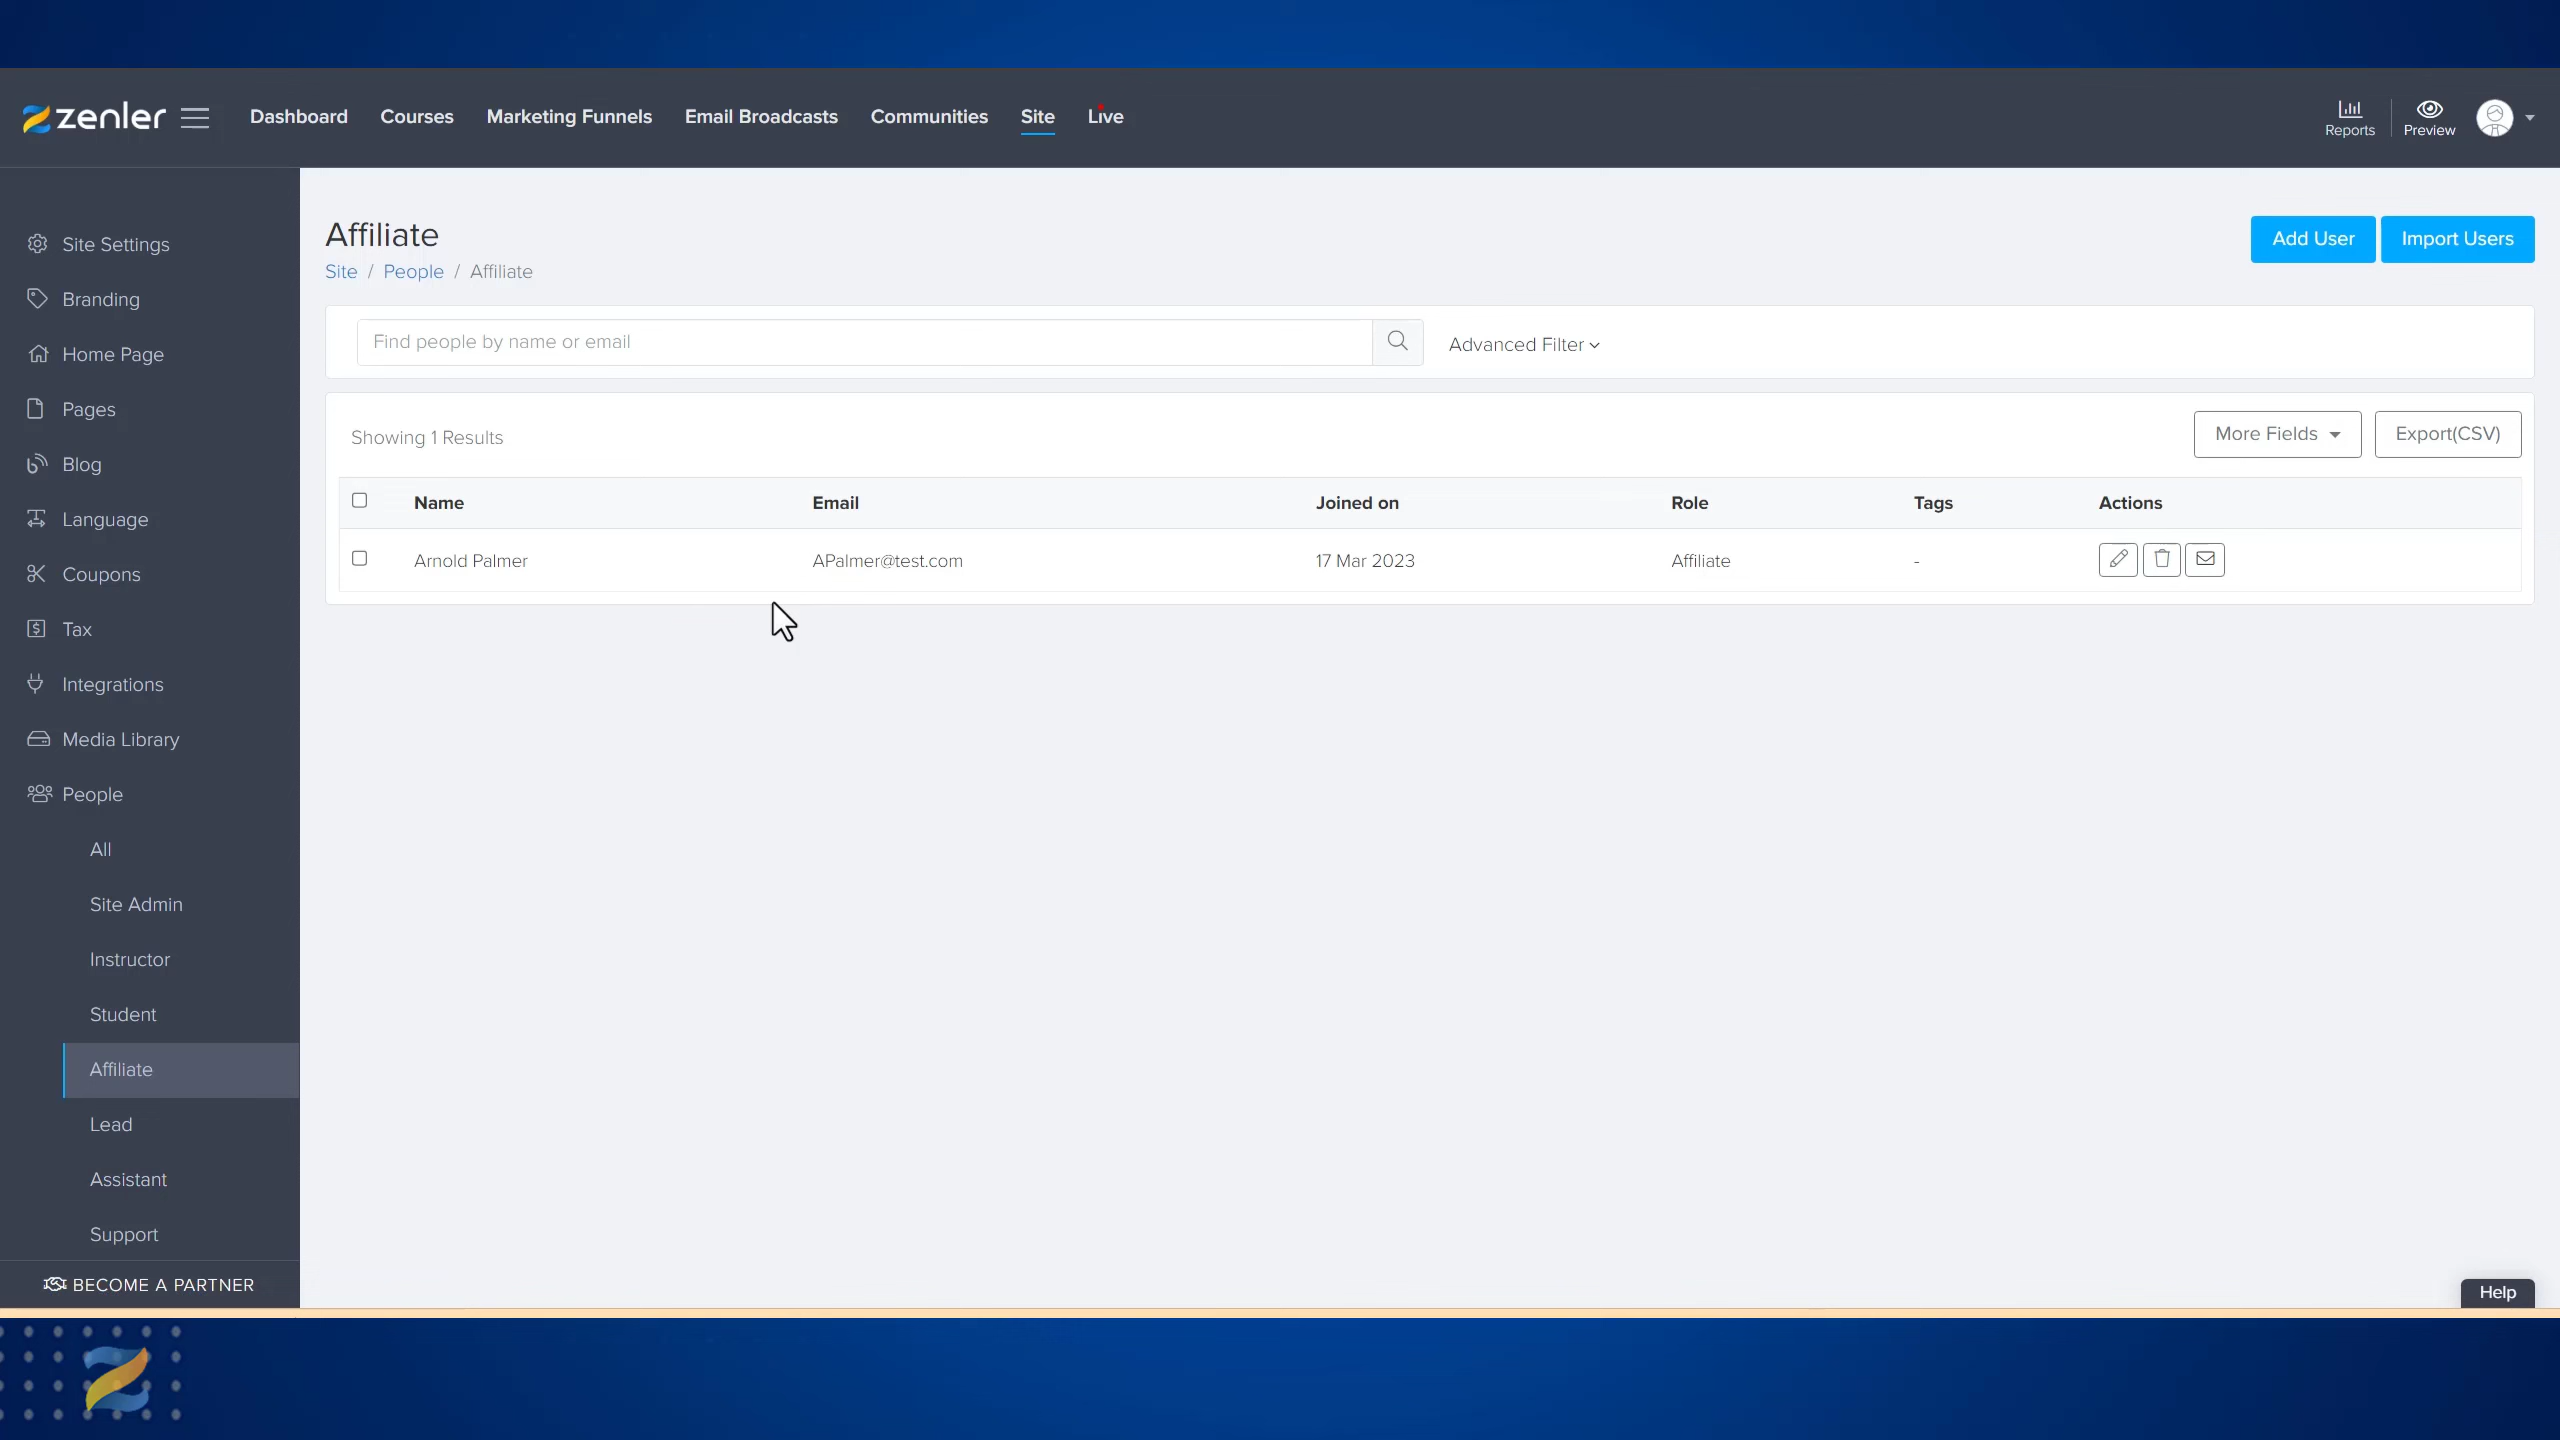 zenler
Dashboard Courses Marketing Funnels Email Broadcasts Communities Site Live
Reports Preview
Site Settings
Branding
Home Page
Pages
Blog
Language
Coupons
Tax
Integrations
Media Library
People
All
Site Admin
Instructor
Student
Affiliate
Lead
Assistant
Support
BECOME A PARTNER
Affiliate
Site / People / Affiliate
Add User Import Users
Find people by name or email
Advanced Filter
Showing 1 Results
More Fields Export(CSV)
Name Email Joined on Role Tags Actions
Arnold Palmer APalmer@test.com 17 Mar 2023 Affiliate -
Help